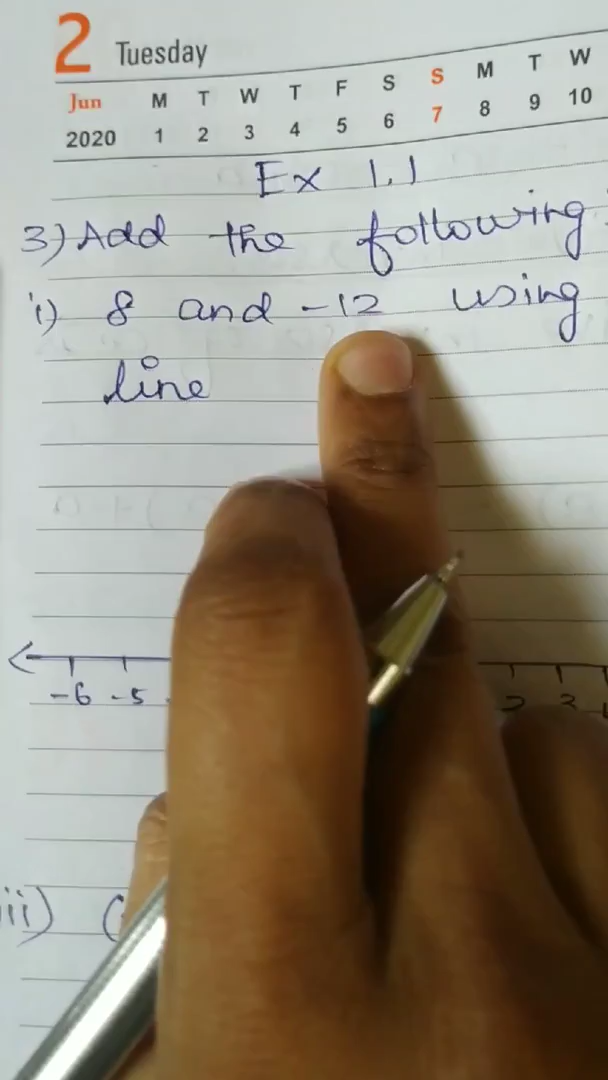 2 Tuesday
Jun M T W T F S S M T W
2020 1 2 3 4 5 6 7 8 9 10
Ex 1.1
3) Add the following
i) 8 and -12 using
line
-6 -5 2 3
iii) (